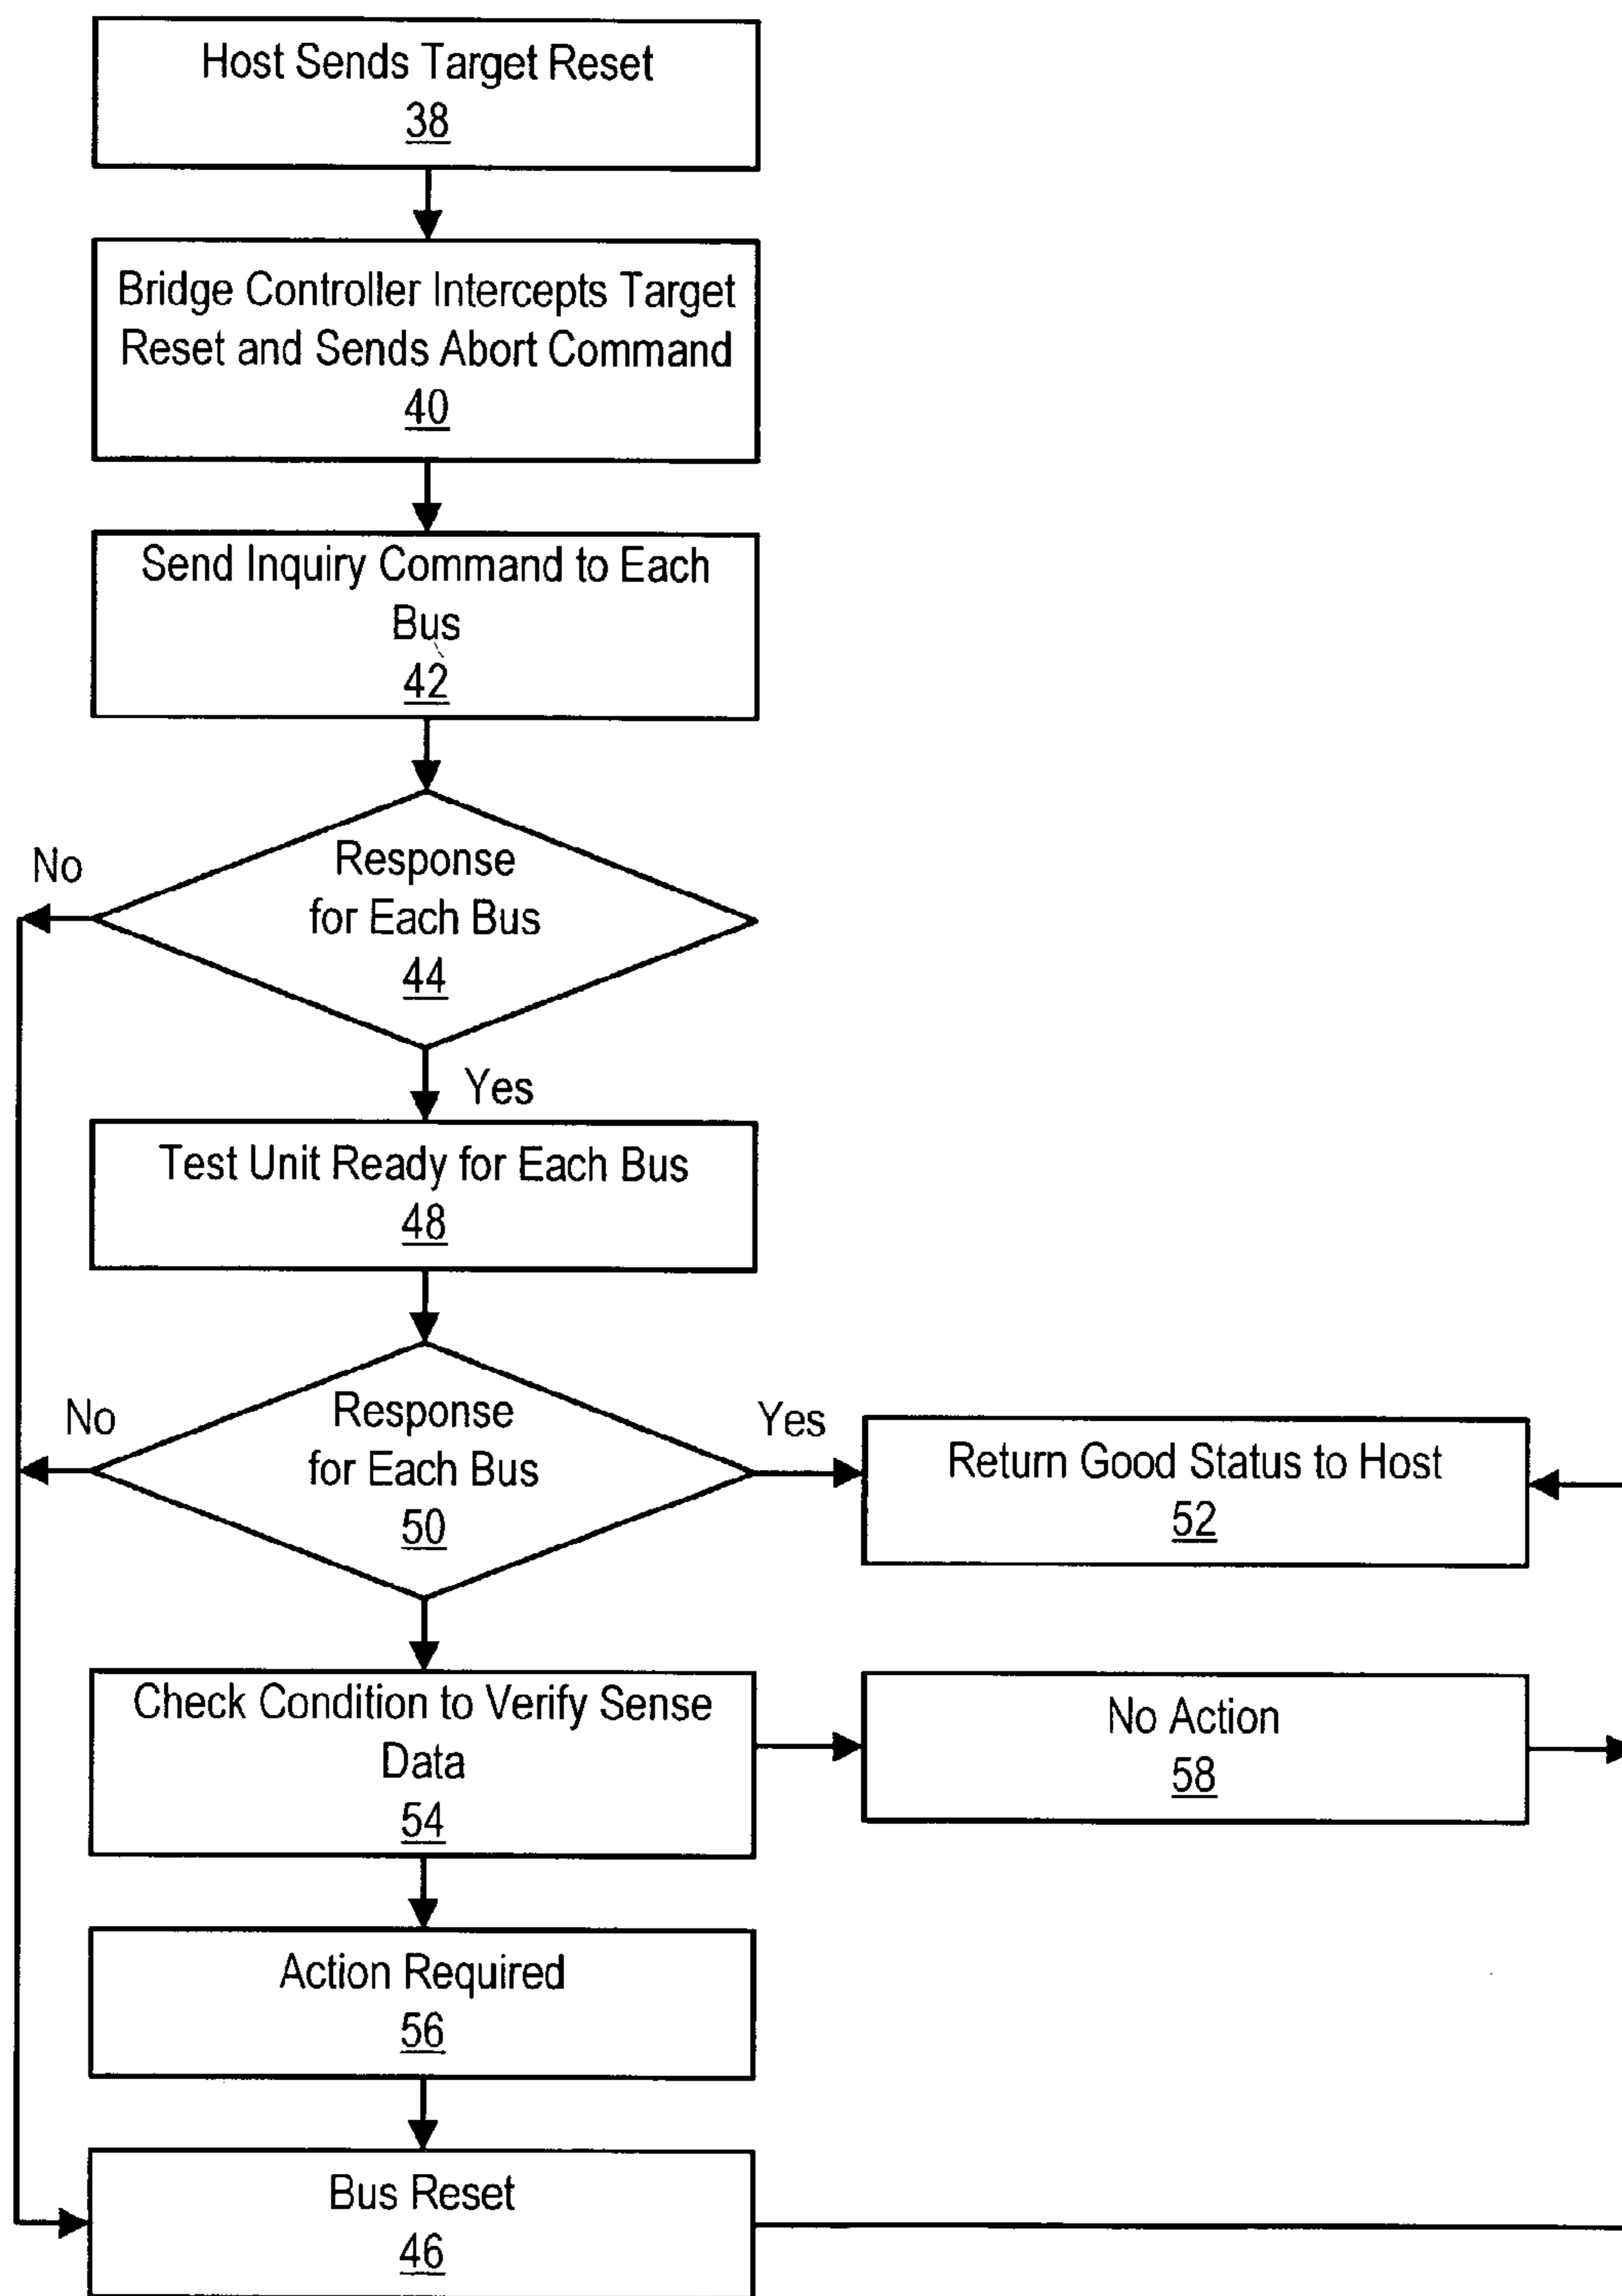 Host Sends Target Reset
38
Bridge Controller Intercepts Target
Reset and Sends Abort Command
40
Send Inquiry Command to Each
Bus
42
No
Response
for Each Bus
44
Yes
Test Unit Ready for Each Bus
48
No
Response
for Each Bus
50
Yes
Return Good Status to Host
52
Check Condition to Verify Sense
Data
54
No Action
58
Action Required
56
Bus Reset
46